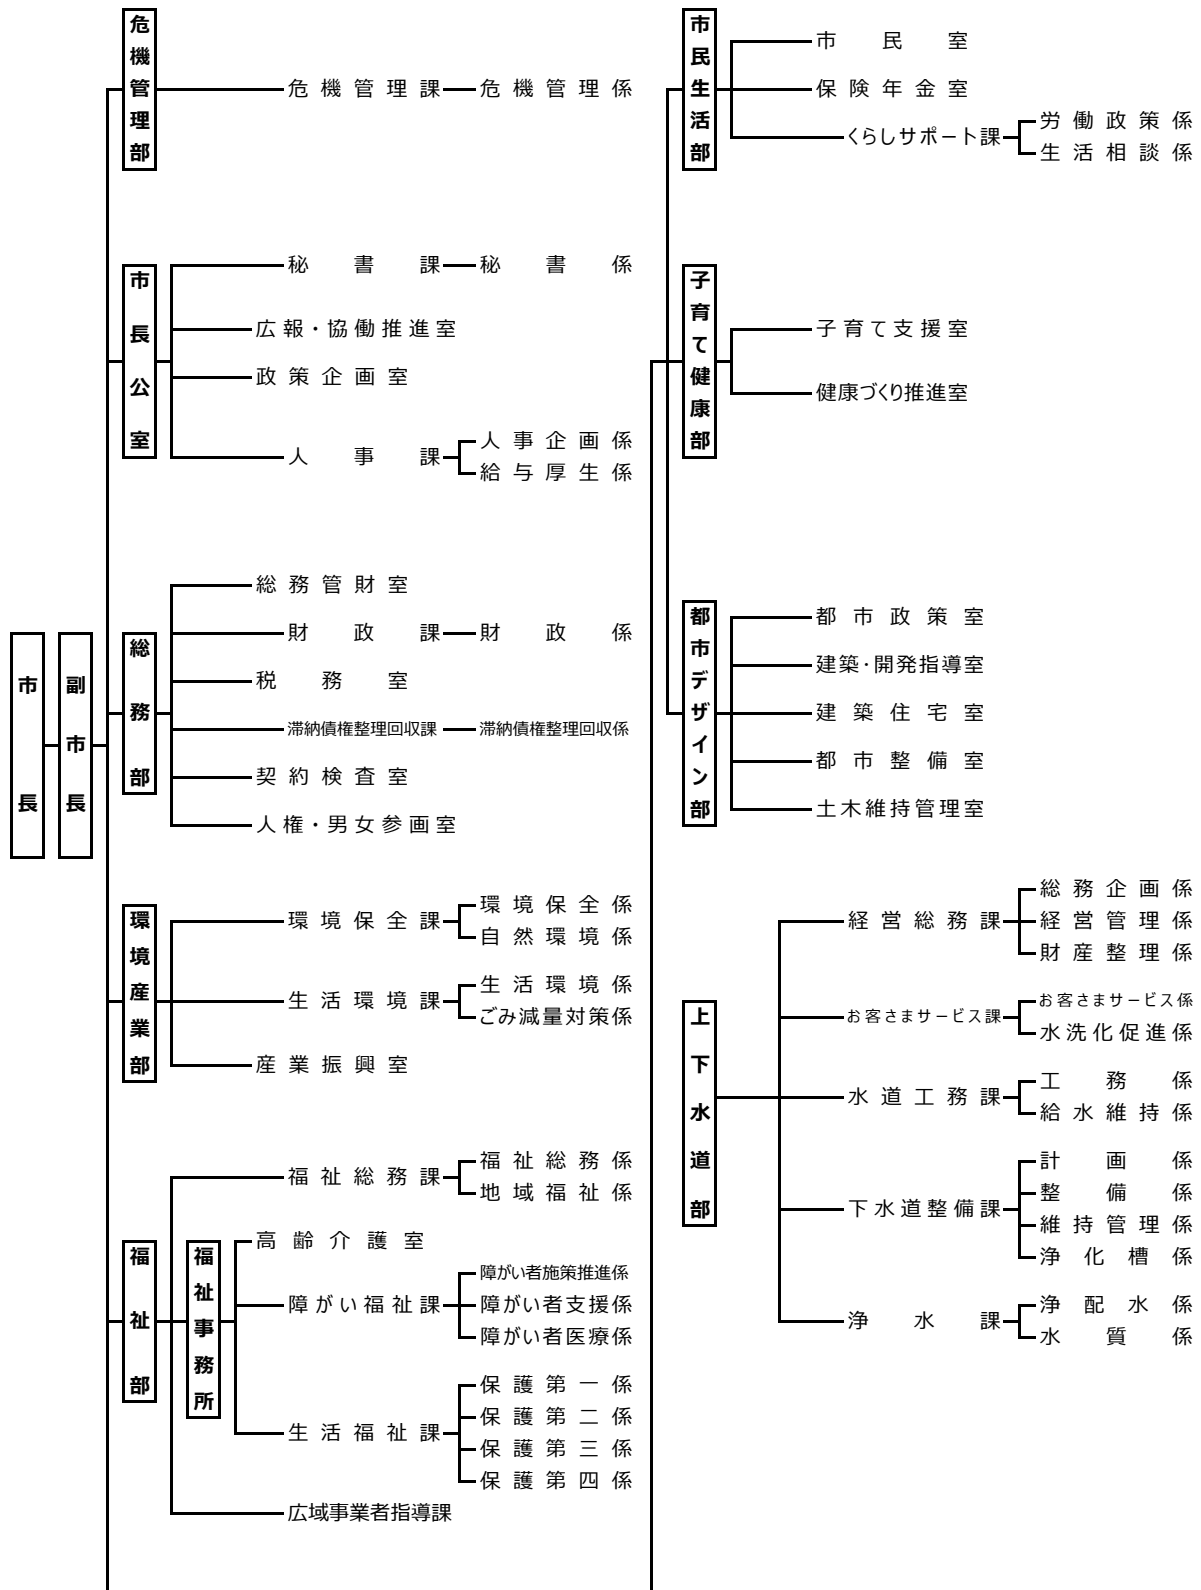 市長
副市長
危機管理部
危機管理課
危機管理係
市長公室
秘書課
秘書係
広報・協働推進室
政策企画室
人事課
人事企画係
給与厚生係
総務部
総務管財室
財政課
財政係
税務室
滞納債権整理回収課
滞納債権整理回収係
契約検査室
人権・男女参画室
環境産業部
環境保全課
環境保全係
自然環境係
生活環境課
生活環境係
ごみ減量対策係
産業振興室
福祉部
福祉総務課
福祉総務係
地域福祉係
福祉事務所
高齢介護室
障がい福祉課
障がい者施策推進係
障がい者支援係
障がい者医療係
生活福祉課
保護第一係
保護第二係
保護第三係
保護第四係
広域事業者指導課
市民生活部
市民室
保険年金室
くらしサポート課
労働政策係
生活相談係
子育て健康部
子育て支援室
健康づくり推進室
都市デザイン部
都市政策室
建築・開発指導室
建築住宅室
都市整備室
土木維持管理室
上下水道部
経営総務課
総務企画係
経営管理係
財産整理係
お客さまサービス課
お客さまサービス係
水洗化促進係
水道工務課
工務係
給水維持係
下水道整備課
計画係
整備係
維持管理係
浄化槽係
浄水課
浄配水係
水質係